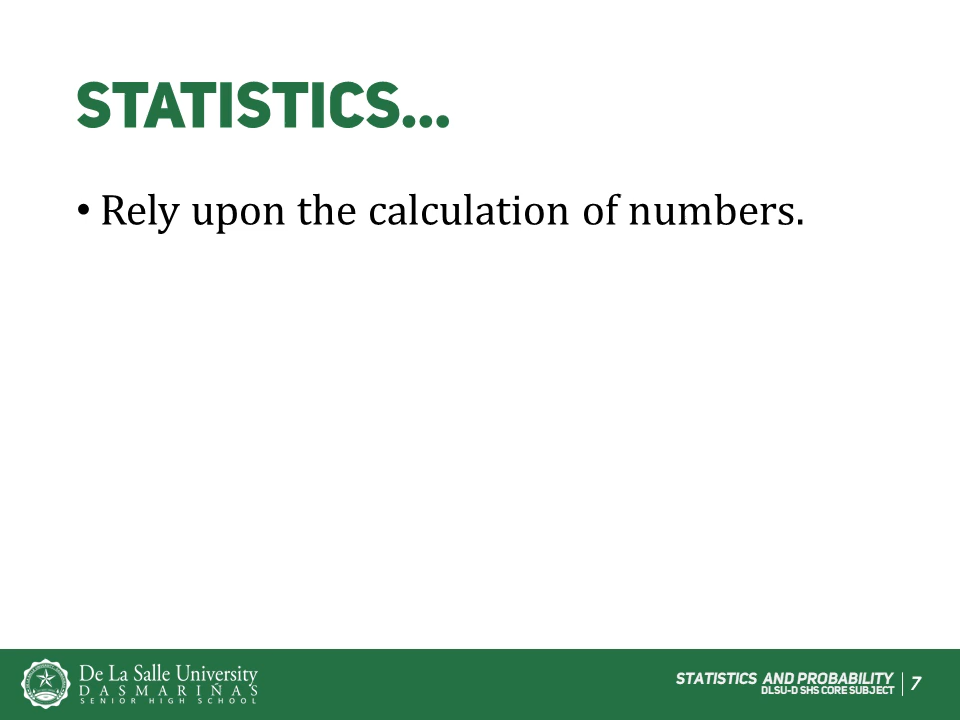 STATISTICS...
• Rely upon the calculation of numbers.
De La Salle University
DASMARIÑAS
SENIOR HIGH SCHOOL
STATISTICS AND PROBABILITY
DLSU-D SHS CORE SUBJECT
7